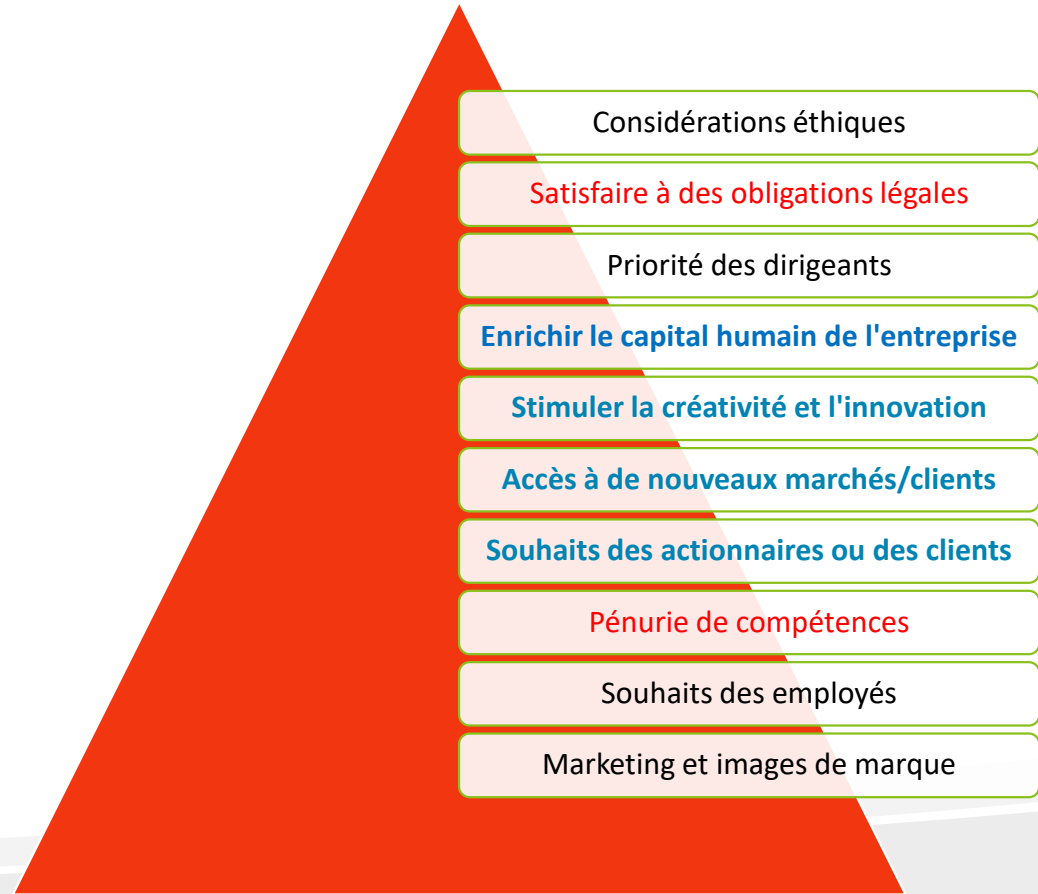 Considérations éthiques
Satisfaire à des obligations légales
Priorité des dirigeants
Enrichir le capital humain de l'entreprise
Stimuler la créativité et l'innovation
Accès à de nouveaux marchés/clients
Souhaits des actionnaires ou des clients
Pénurie de compétences
Souhaits des employés
Marketing et images de marque